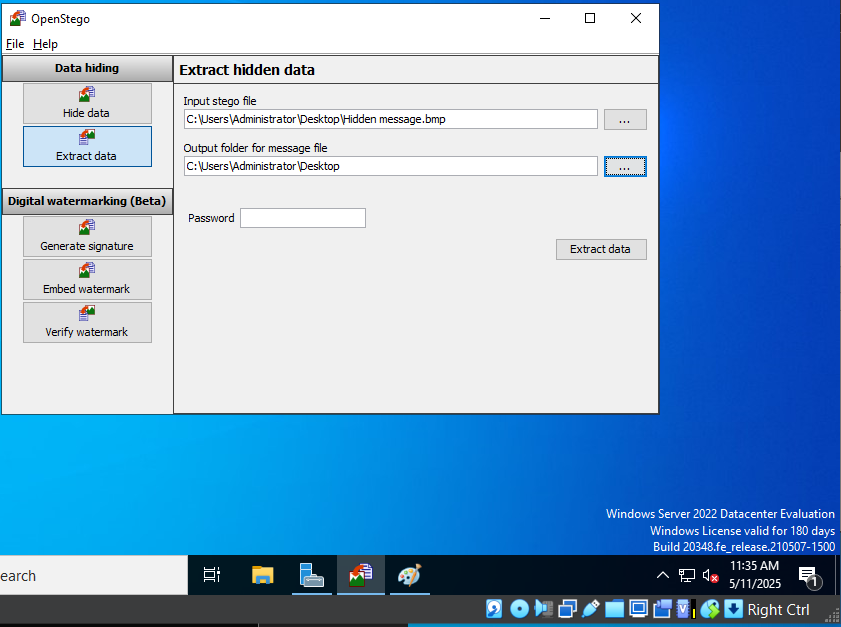 OpenStego
File Help
Data hiding
Hide data
Extract data
Digital watermarking (Beta)
Generate signature
Embed watermark
Verify watermark
Extract hidden data
Input stego file
C:\Users\Administrator\Desktop\Hidden message.bmp
...
Output folder for message file
C:\Users\Administrator\Desktop
...
Password
Extract data
Windows Server 2022 Datacenter Evaluation
Windows License valid for 180 days
Build 20348.fe_release.210507-1500
earch
11:35 AM
5/11/2025
1
Right Ctrl